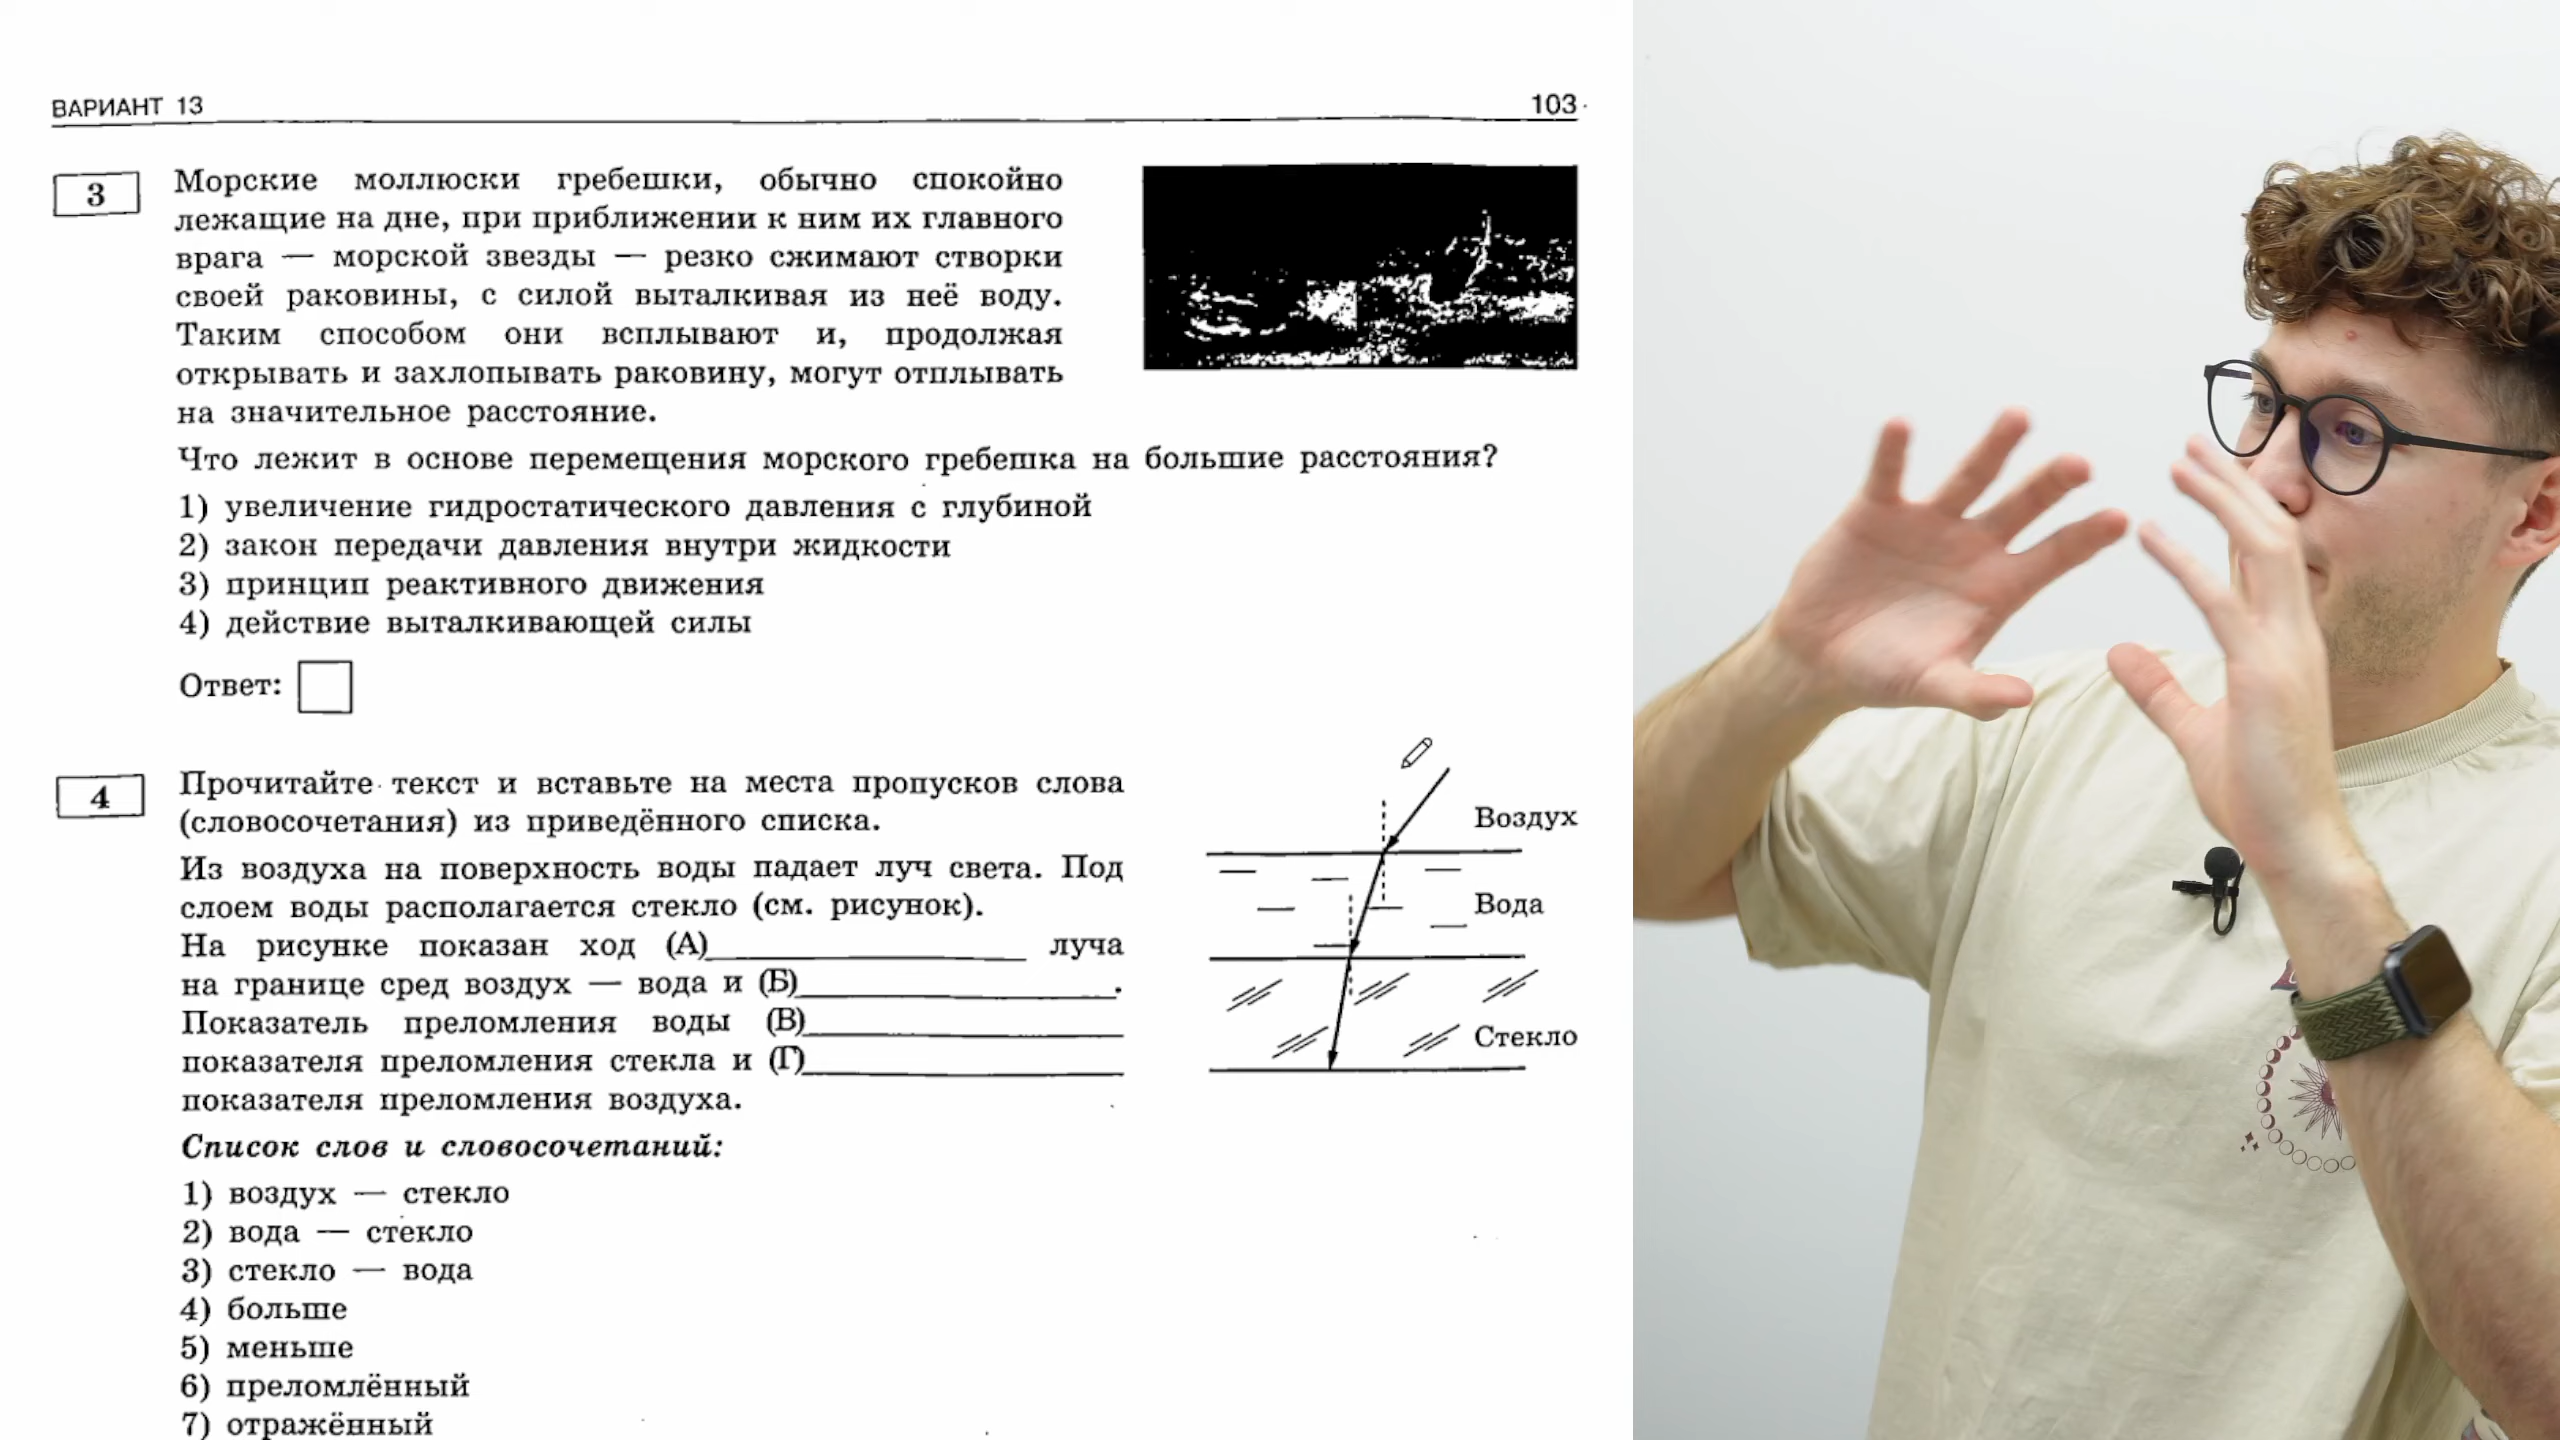 ВАРИАНТ 13
103
3
Морские моллюски гребешки, обычно спокойно
лежащие на дне, при приближении к ним их главного
врага — морской звезды — резко сжимают створки
своей раковины, с силой выталкивая из неё воду.
Таким способом они всплывают и, продолжая
открывать и захлопывать раковину, могут отплывать
на значительное расстояние.
Что лежит в основе перемещения морского гребешка на большие расстояния?
1) увеличение гидростатического давления с глубиной
2) закон передачи давления внутри жидкости
3) принцип реактивного движения
4) действие выталкивающей силы
Ответ:
4
Прочитайте текст и вставьте на места пропусков слова
(словосочетания) из приведённого списка.
Из воздуха на поверхность воды падает луч света. Под
слоем воды располагается стекло (см. рисунок).
На рисунке показан ход (А)__________ луча
на границе сред воздух — вода и (Б)__________.
Показатель преломления воды (В)__________
показателя преломления стекла и (Г)__________
показателя преломления воздуха.
Воздух
Вода
Стекло
Список слов и словосочетаний:
1) воздух — стекло
2) вода — стекло
3) стекло — вода
4) больше
5) меньше
6) преломлённый
7) отражённый